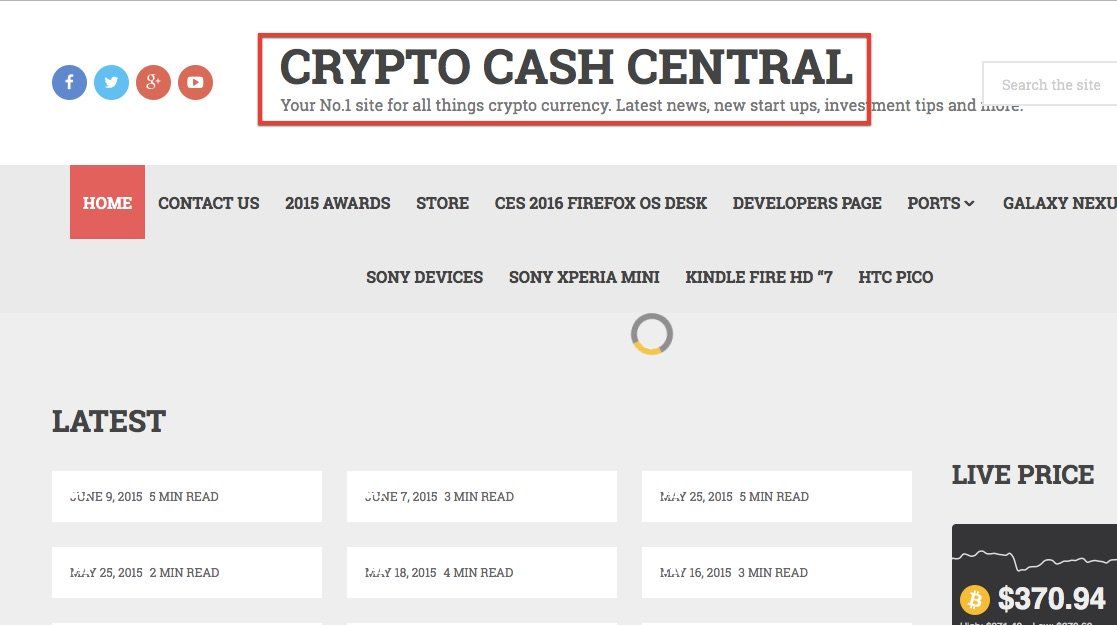 CRYPTO CASH CENTRAL
Your No.1 site for all things crypto currency. Latest news, new start ups, investment tips and more.
Search the site
HOME CONTACT US 2015 AWARDS STORE CES 2016 FIREFOX OS DESK DEVELOPERS PAGE PORTS GALAXY NEXU
SONY DEVICES SONY XPERIA MINI KINDLE FIRE HD “7 HTC PICO
LATEST
JUNE 9, 2015 5 MIN READ
JUNE 7, 2015 3 MIN READ
MAY 25, 2015 5 MIN READ
MAY 25, 2015 2 MIN READ
MAY 18, 2015 4 MIN READ
MAY 16, 2015 3 MIN READ
LIVE PRICE
$370.94